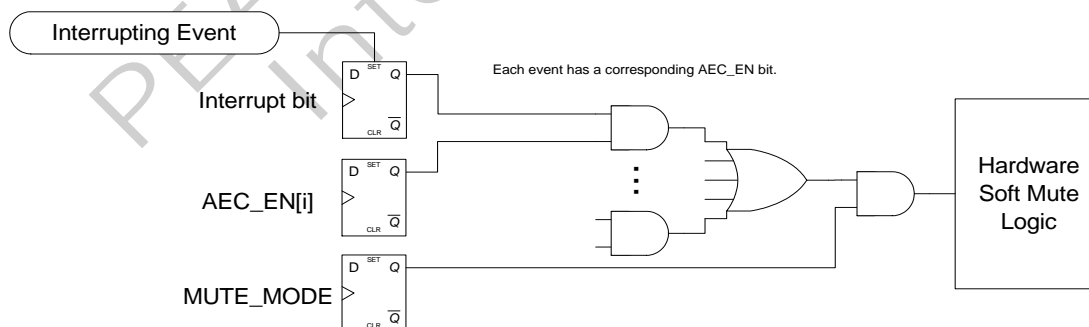 Interrupting Event
SET
D Q
Interrupt bit
Q
CLR
Each event has a corresponding AEC_EN bit.
SET
D Q
AEC_EN[i]
Q
CLR
SET
D Q
MUTE_MODE
Q
CLR
Hardware
Soft Mute
Logic